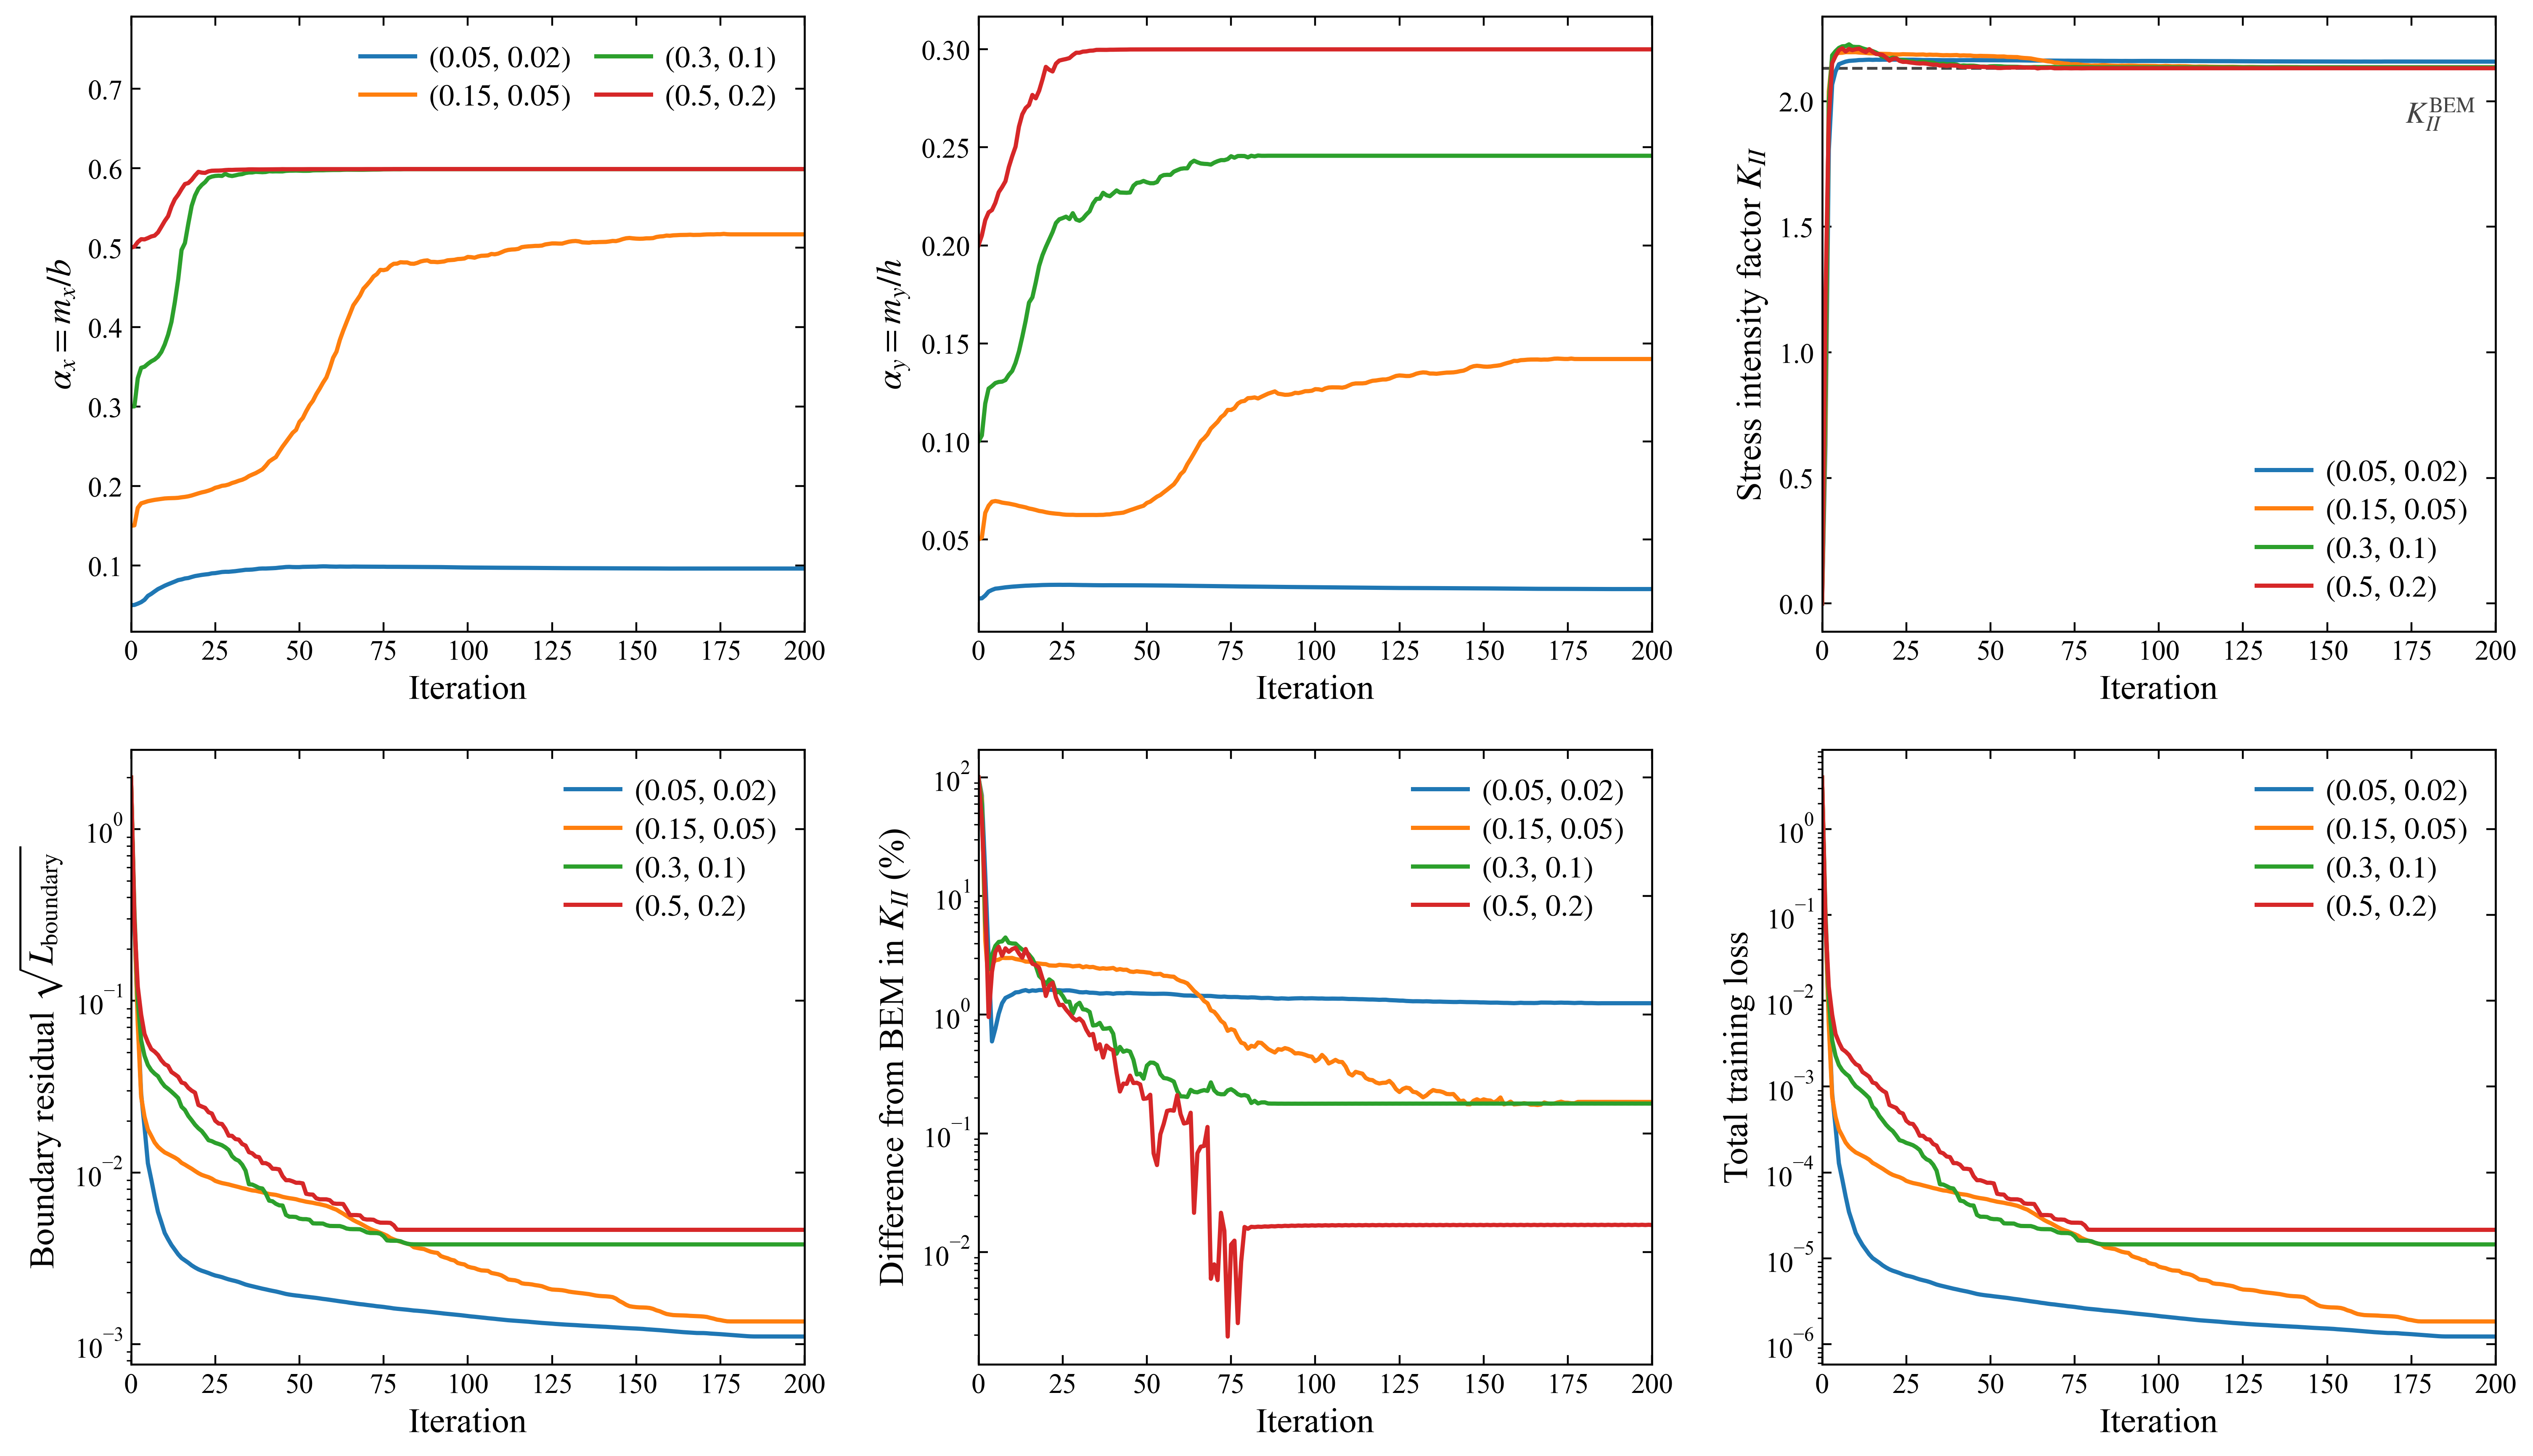 (0.05, 0.02) (0.3, 0.1)
(0.15, 0.05) (0.5, 0.2)
0.7
0.6
0.5
0.4
0.3
0.2
0.1
αx = mx/b
0 25 50 75 100 125 150 175 200
Iteration
0.30
0.25
0.20
0.15
0.10
0.05
αy = my/h
0 25 50 75 100 125 150 175 200
Iteration
2.0
1.5
1.0
0.5
0.0
Stress intensity factor K_II
K_II^BEM
(0.05, 0.02)
(0.15, 0.05)
(0.3, 0.1)
(0.5, 0.2)
0 25 50 75 100 125 150 175 200
Iteration
10^0
10^−1
10^−2
10^−3
Boundary residual √L_boundary
(0.05, 0.02)
(0.15, 0.05)
(0.3, 0.1)
(0.5, 0.2)
0 25 50 75 100 125 150 175 200
Iteration
10^2
10^1
10^0
10^−1
10^−2
Difference from BEM in K_II (%)
(0.05, 0.02)
(0.15, 0.05)
(0.3, 0.1)
(0.5, 0.2)
0 25 50 75 100 125 150 175 200
Iteration
10^0
10^−1
10^−2
10^−3
10^−4
10^−5
10^−6
Total training loss
(0.05, 0.02)
(0.15, 0.05)
(0.3, 0.1)
(0.5, 0.2)
0 25 50 75 100 125 150 175 200
Iteration